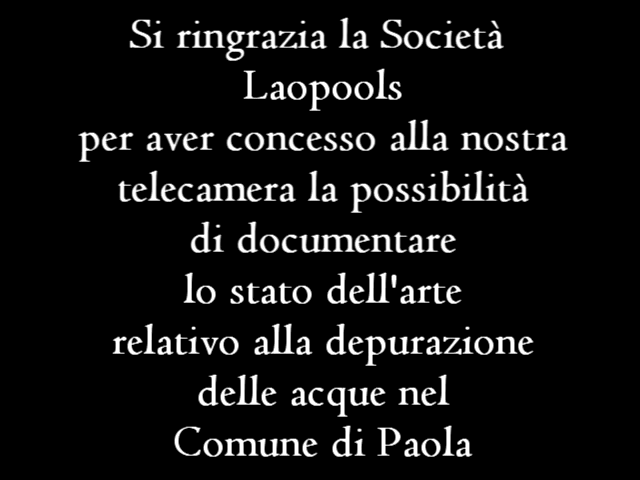 Si ringrazia la Società
Laopools
per aver concesso alla nostra
telecamera la possibilità
di documentare
lo stato dell'arte
relativo alla depurazione
delle acque nel
Comune di Paola